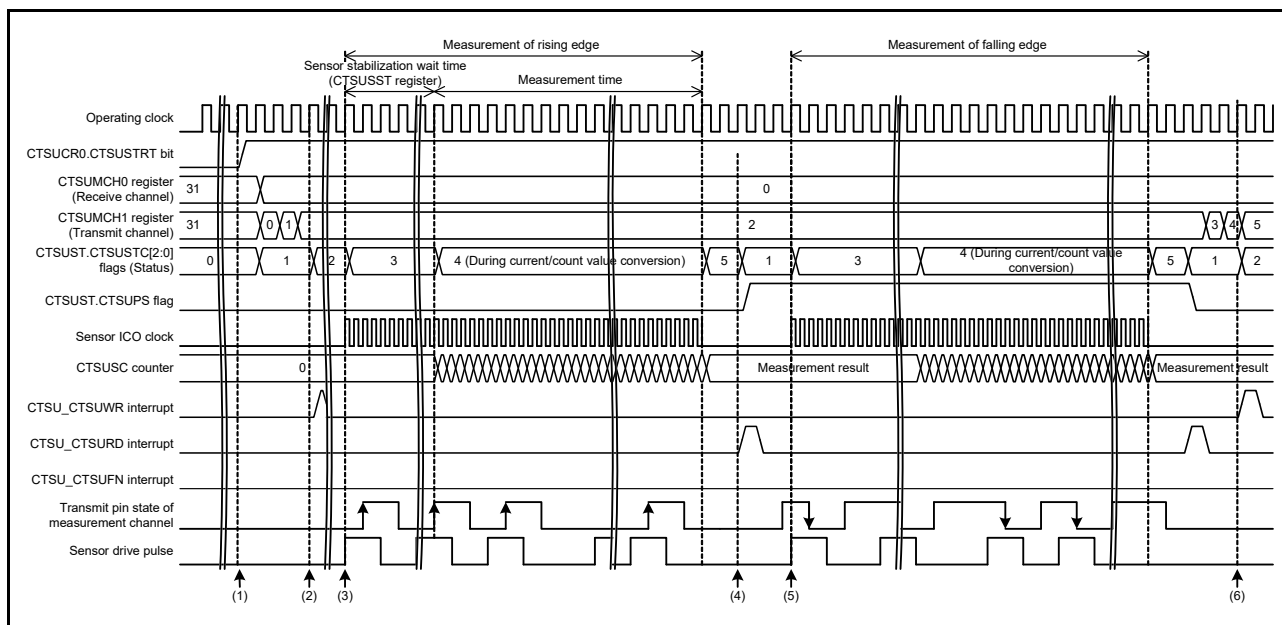 Measurement of rising edge
Measurement of falling edge
Sensor stabilization wait time
(CTSUSST register)
Measurement time
Operating clock
CTSUCR0.CTSUSTRT bit
CTSUMCH0 register
(Receive channel)
31
0
CTSUMCH1 register
(Transmit channel)
31
0
1
2
3
4
5
CTSUST.CTSUSTC[2:0]
flags (Status)
0
1
2
3
4 (During current/count value conversion)
5
1
3
4 (During current/count value
conversion)
5
1
2
CTSUST.CTSUPS flag
Sensor ICO clock
CTSUSC counter
0
Measurement result
Measurement result
CTSU_CTSUWR interrupt
CTSU_CTSURD interrupt
CTSU_CTSUFN interrupt
Transmit pin state of
measurement channel
Sensor drive pulse
(1)
(2)
(3)
(4)
(5)
(6)